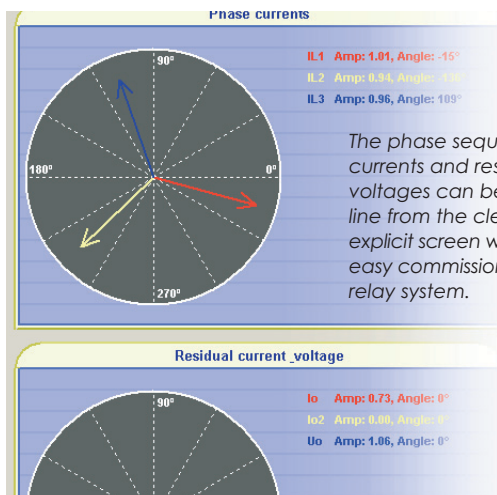 Phase currents
90°
180°
0°
270°
IL1 Amp: 1.01, Angle: -15°
IL2 Amp: 0.94, Angle:
IL3 Amp: 0.96, Angle: 109°
The phase sequ
currents and res
voltages can be
line from the cle
explicit screen w
easy commission
relay system.
Residual current_voltage
90°
Io Amp: 0.73, Angle: 0°
Io2 Amp: 0.00, Angle: 0°
Uo Amp: 1.06, Angle: 0°